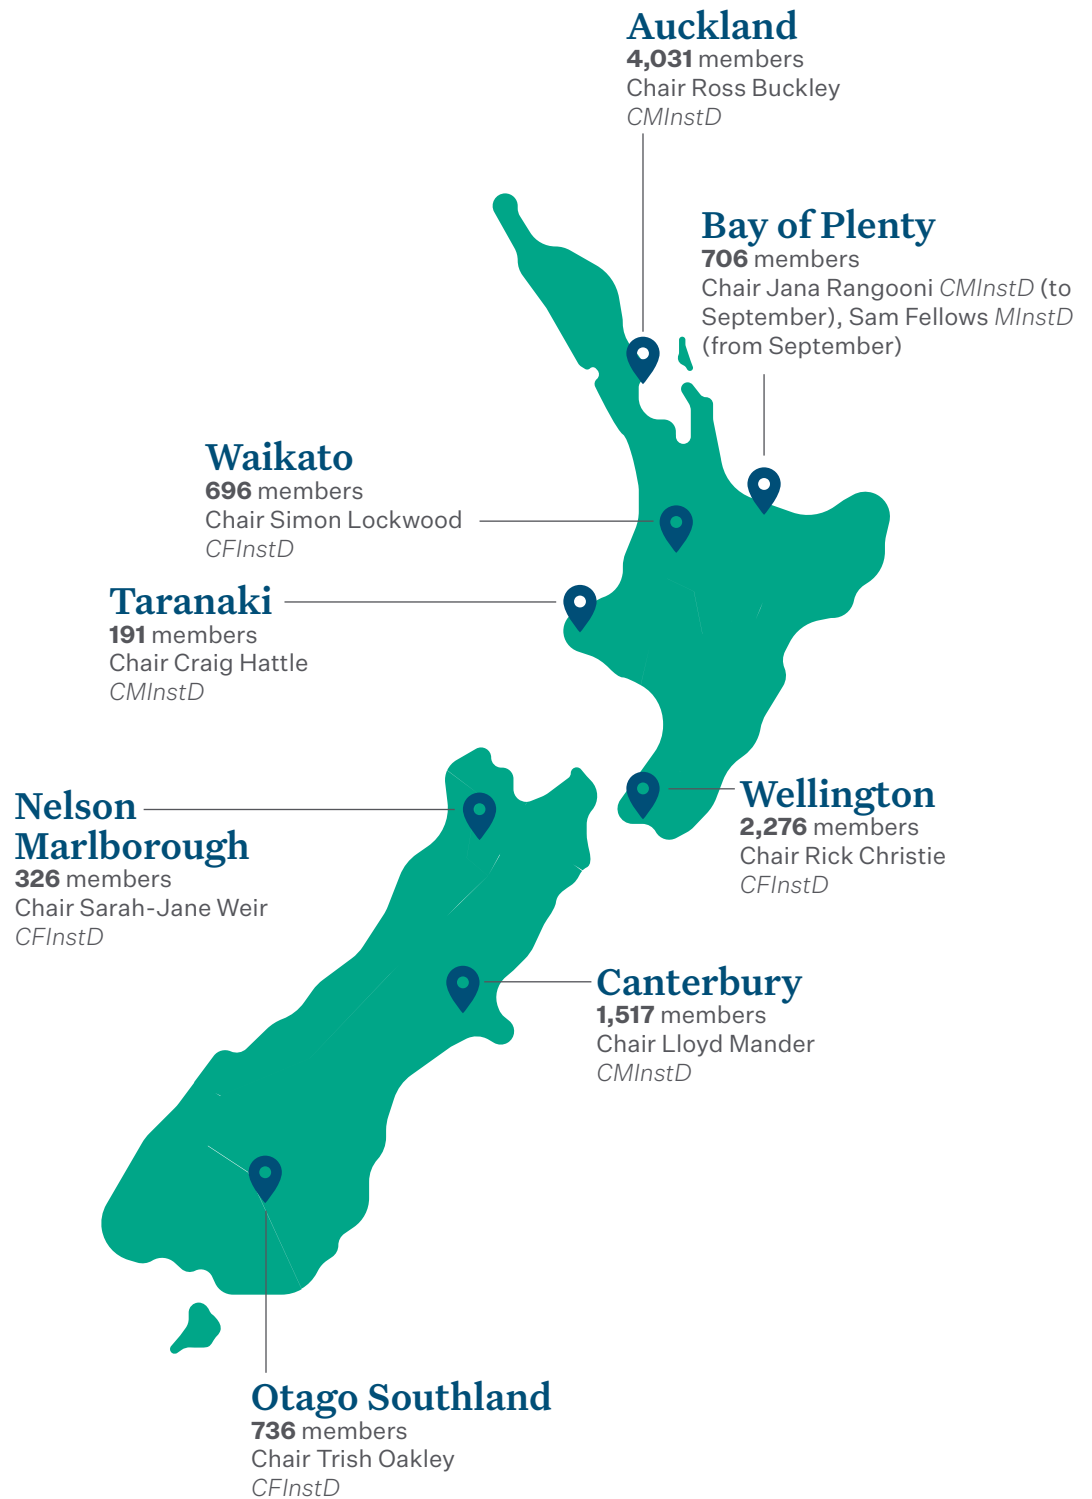 Auckland
4,031 members
Chair Ross Buckley
CMInstD
Bay of Plenty
706 members
Chair Jana Rangooni CMInstD (to
September), Sam Fellows MInstD
(from September)
Waikato
696 members
Chair Simon Lockwood
CFInstD
Taranaki
191 members
Chair Craig Hattle
CMInstD
Nelson
Marlborough
326 members
Chair Sarah-Jane Weir
CFInstD
Wellington
2,276 members
Chair Rick Christie
CFInstD
Canterbury
1,517 members
Chair Lloyd Mander
CMInstD
Otago Southland
736 members
Chair Trish Oakley
CFInstD